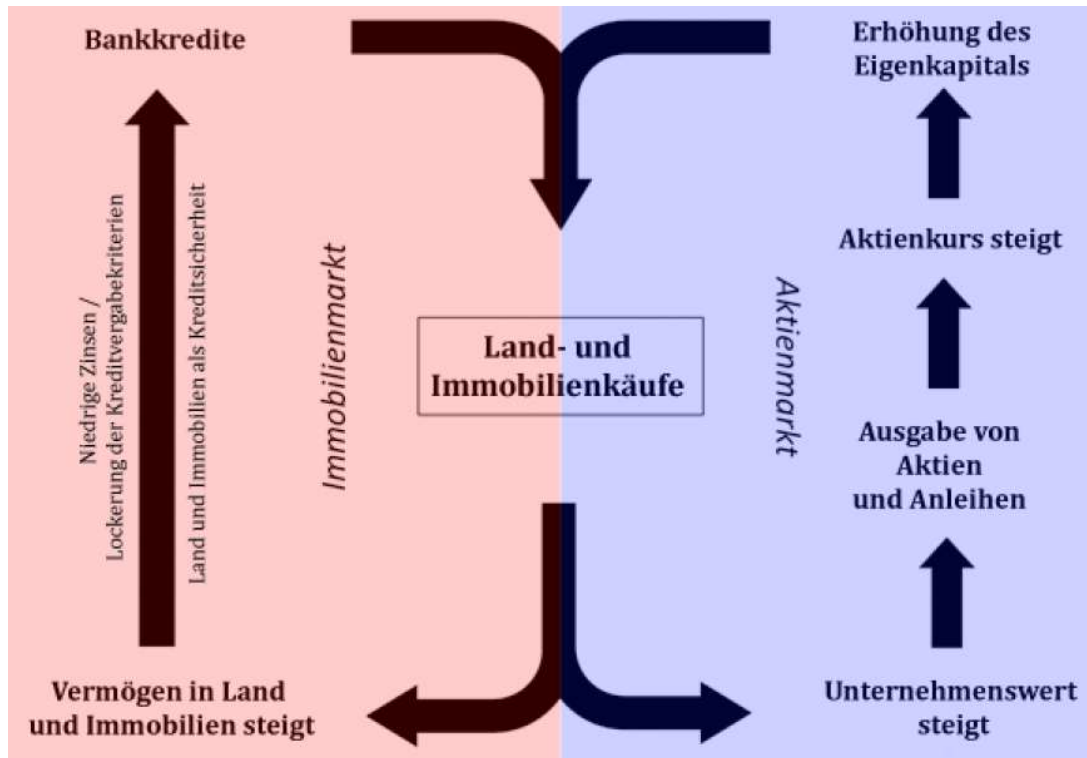 Bankkredite
Erhöhung des
Eigenkapitals
Niedrige Zinsen /
Lockerung der Kreditvergabekriterien
Land und Immobilien als Kreditsicherheit
Immobilienmarkt
Land- und
Immobilienkäufe
Aktienmarkt
Aktienkurs steigt
Ausgabe von
Aktien
und Anleihen
Vermögen in Land
und Immobilien steigt
Unternehmenswert
steigt